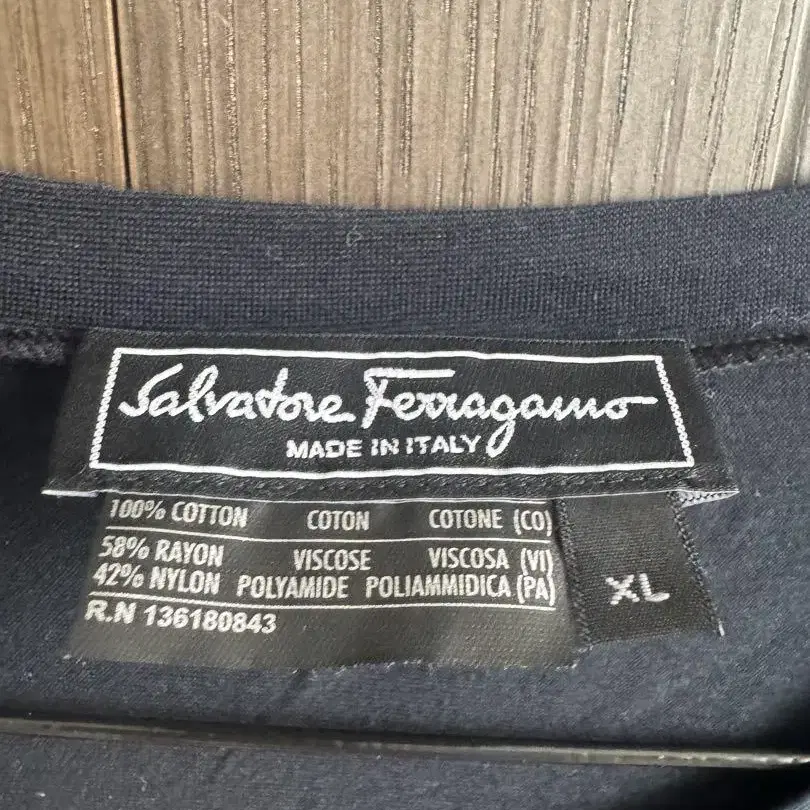 Salvatore Ferragamo
MADE IN ITALY
100% COTTON COTON COTONE (CO)
58% RAYON VISCOSE VISCOSA (VI)
42% NYLON POLYAMIDE POLIAMMIDICA (PA)
R.N 136180843
XL